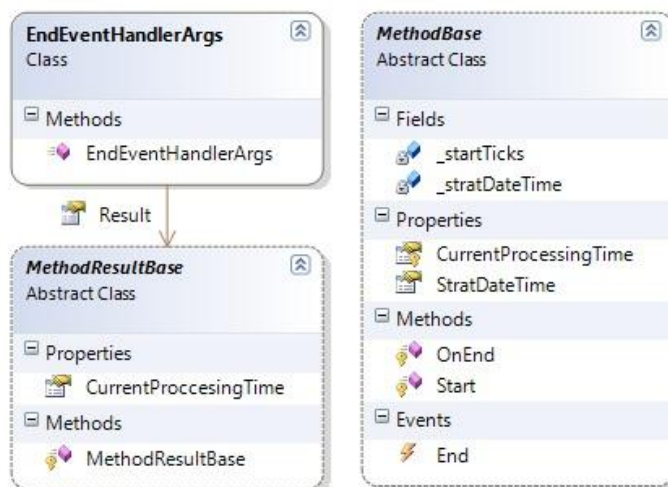 EndEventHandlerArgs
Class
Methods
EndEventHandlerArgs
Result
MethodResultBase
Abstract Class
Properties
CurrentProccesingTime
Methods
MethodResultBase
MethodBase
Abstract Class
Fields
_startTicks
_stratDateTime
Properties
CurrentProcessingTime
StratDateTime
Methods
OnEnd
Start
Events
End